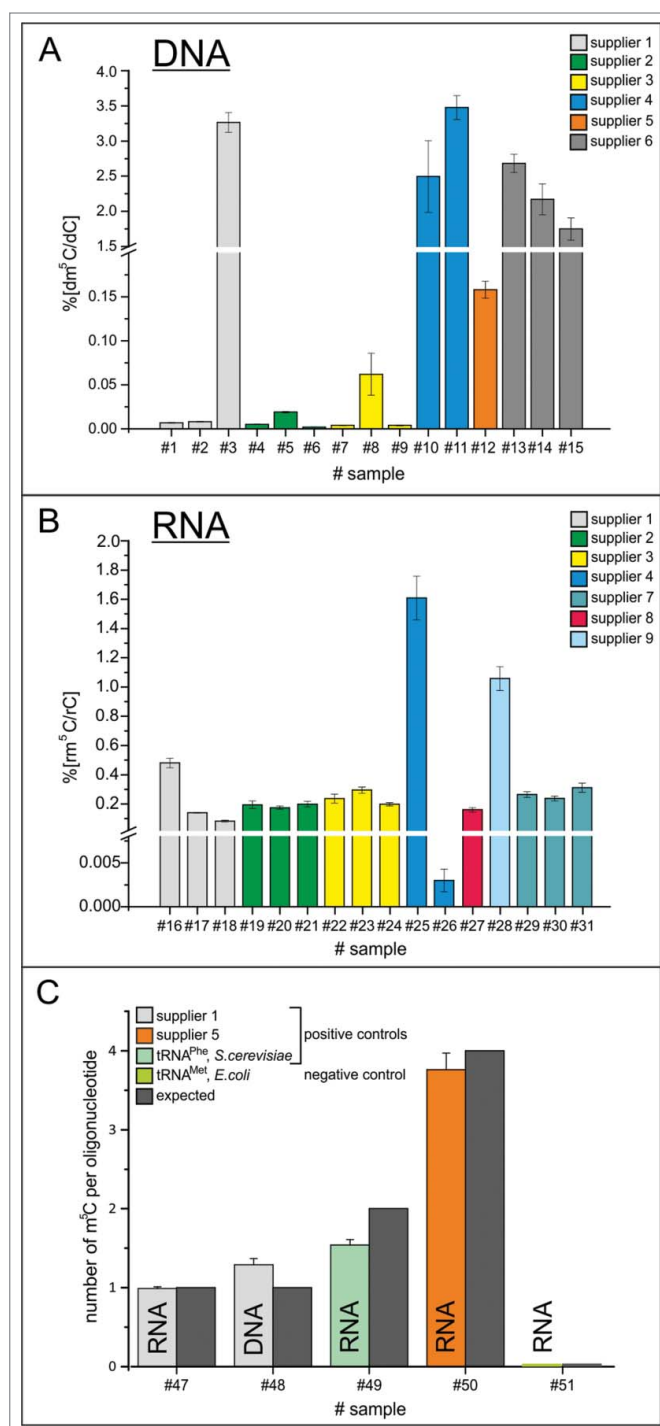 A
DNA
supplier 1
supplier 2
supplier 3
supplier 4
supplier 5
supplier 6
%[dm⁵C/dC]
4.0
3.5
3.0
2.5
2.0
1.5
0.15
0.10
0.05
0.00
#1 #2 #3 #4 #5 #6 #7 #8 #9 #10 #11 #12 #13 #14 #15
# sample
B
RNA
supplier 1
supplier 2
supplier 3
supplier 4
supplier 7
supplier 8
supplier 9
%[rm⁵C/rC]
2.0
1.8
1.6
1.4
1.2
1.0
0.8
0.6
0.4
0.2
0.005
0.000
#16 #17 #18 #19 #20 #21 #22 #23 #24 #25 #26 #27 #28 #29 #30 #31
# sample
C
supplier 1
supplier 5
tRNAᴾʰᵉ, S.cerevisiae
positive controls
tRNAᴹᵉᵗ, E.coli
negative control
expected
number of m⁵C per oligonucleotide
4
3
2
1
0
RNA DNA RNA RNA RNA
#47 #48 #49 #50 #51
# sample